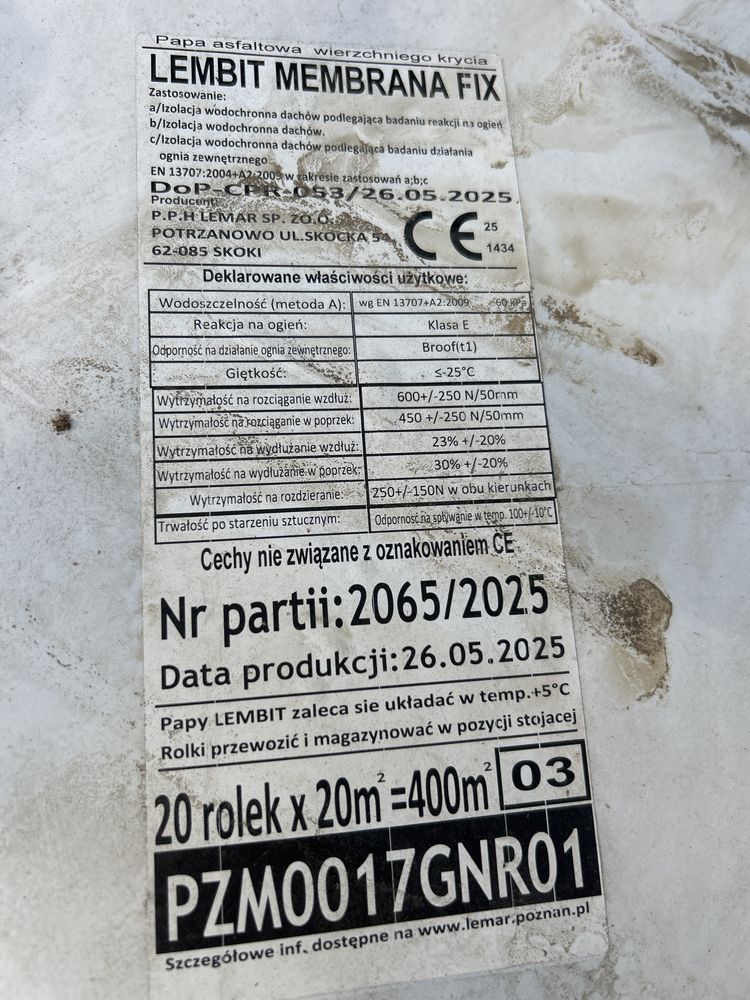 Papa asfaltowa wierzchniego krycia
LEMBIT MEMBRANA FIX
Zastosowanie:
a/Izolacja wodochronna dachów podlegająca badaniu reakcji na ogień
b/Izolacja wodochronna dachów.
c/Izolacja wodochronna dachów podlegająca badaniu działania
ognia zewnętrznego
EN 13707:2004+A2:2009 w zakresie zastosowań a;b;c
DoP-CPR-053/26.05.2025
Producent:
P.P.H LEMAR SP. ZO.O.
POTRZANOWO UL.SKOCKA 54
62-085 SKOKI
CE 25
1434
Deklarowane właściwości użytkowe:
Wodoszczelność (metoda A): wg EN 13707+A2:2009 60 kPa
Reakcja na ogień: Klasa E
Odporność na działanie ognia zewnętrznego: Broof(t1)
Giętkość: ≤-25°C
Wytrzymałość na rozciąganie wzdłuż: 600+/-250 N/50mm
Wytrzymałość na rozciąganie w poprzek: 450 +/-250 N/50mm
Wytrzymałość na wydłużanie wzdłuż: 23% +/-20%
Wytrzymałość na wydłużanie w poprzek: 30% +/-20%
Wytrzymałość na rozdzieranie: 250+/-150N w obu kierunkach
Trwałość po starzeniu sztucznym: Odporność na spływanie w temp. 100+/-10°C
Cechy nie związane z oznakowaniem CE
Nr partii:2065/2025
Data produkcji:26.05.2025
Papy LEMBIT zaleca sie układać w temp.+5°C
Rolki przewozić i magazynować w pozycji stojacej
20 rolek x 20m²=400m² 03
PZM0017GNR01
Szczegółowe inf. dostępne na www.lemar.poznan.pl